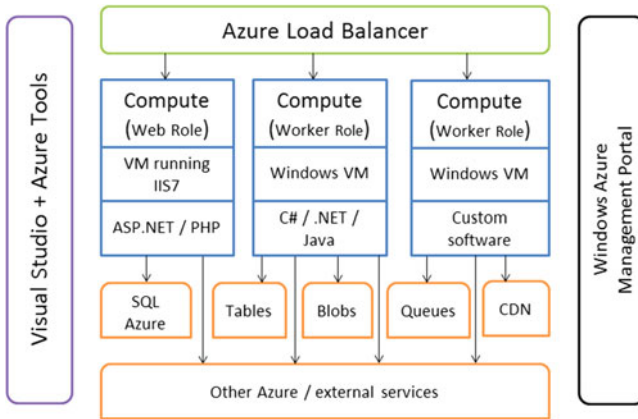 Visual Studio + Azure Tools
Azure Load Balancer
Compute
(Web Role)
VM running
IIS7
ASP.NET / PHP
Compute
(Worker Role)
Windows VM
C# / .NET /
Java
Compute
(Worker Role)
Windows VM
Custom
software
SQL
Azure
Tables
Blobs
Queues
CDN
Other Azure / external services
Windows Azure
Management Portal